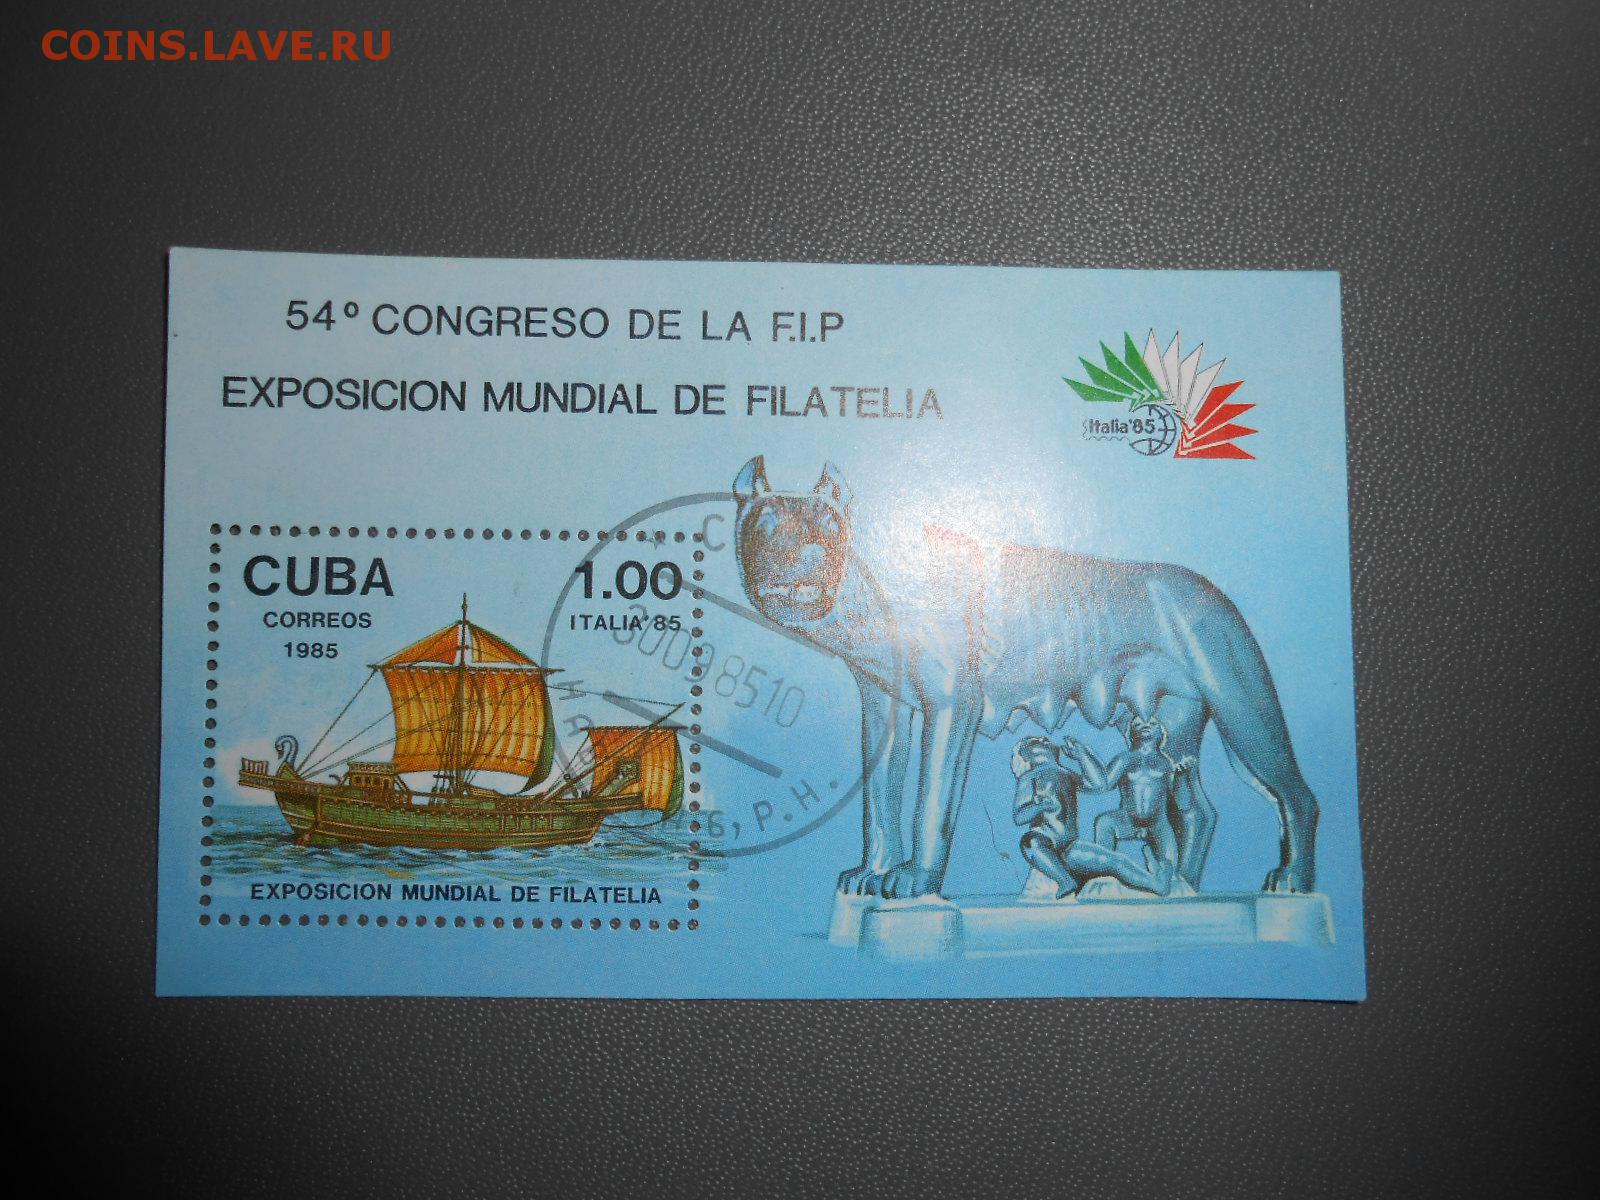 COINS.LAVE.RU
54º CONGRESO DE LA F.I.P
EXPOSICION MUNDIAL DE FILATELIA
Italia'85
CUBA
1.00
CORREOS
ITALIA'85
1985
30098510
P.H.
EXPOSICION MUNDIAL DE FILATELIA